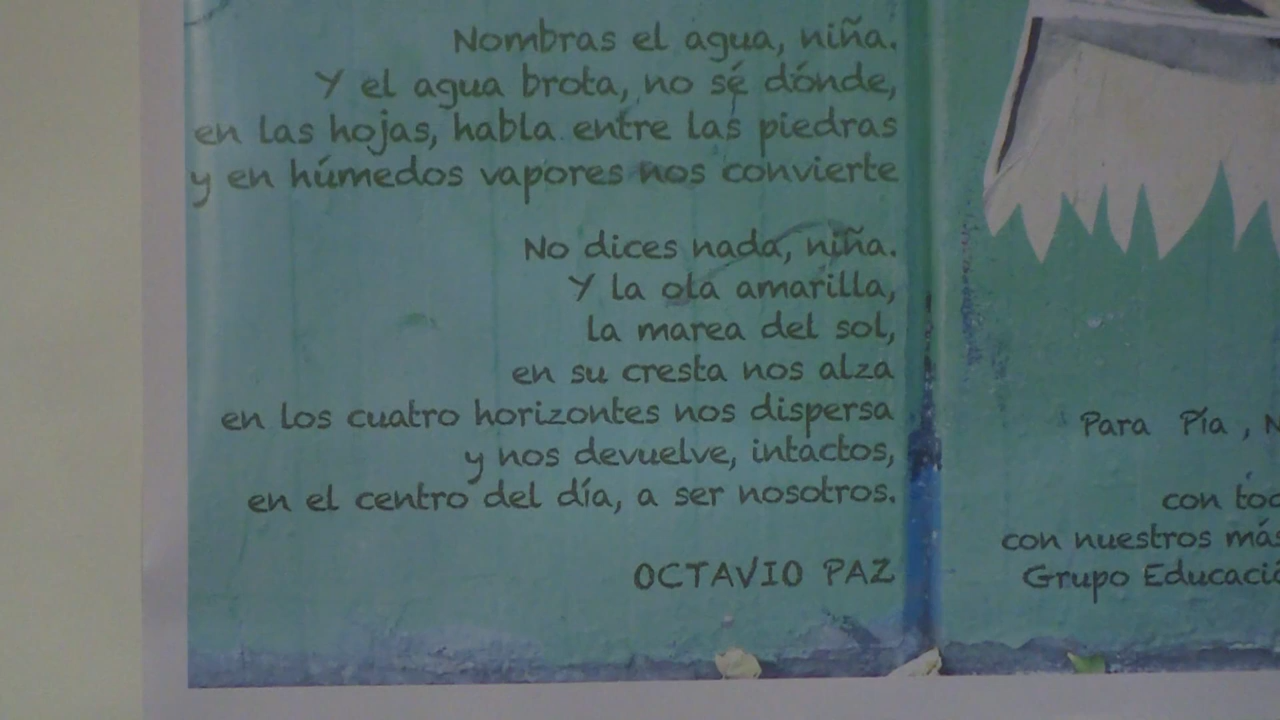 Nombras el agua, niña.
Y el agua brota, no sé dónde,
en las hojas, habla entre las piedras
y en húmedos vapores nos convierte
No dices nada, niña.
Y la ola amarilla,
la marea del sol,
en su cresta nos alza
en los cuatro horizontes nos dispersa
y nos devuelve, intactos,
en el centro del día, a ser nosotros.
OCTAVIO PAZ
Para Pía ,
con
con nuestros más
Grupo